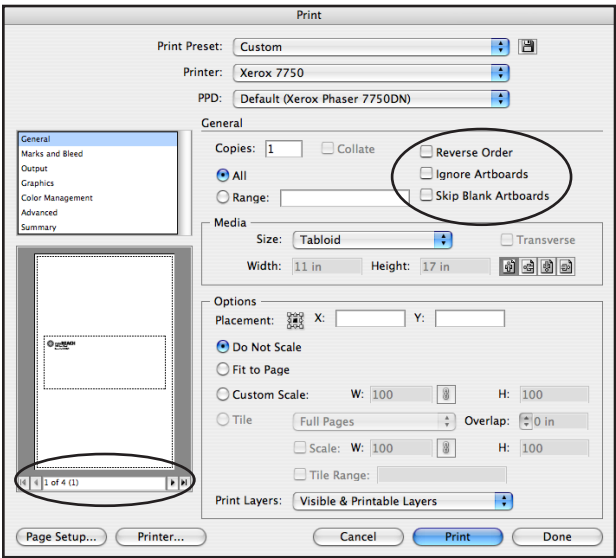 Print
Print Preset: Custom
Printer: Xerox 7750
PPD: Default (Xerox Phaser 7750DN)
General
Marks and Bleed
Output
Graphics
Color Management
Advanced
Summary
General
Copies: 1 Collate
All
Range:
Reverse Order
Ignore Artboards
Skip Blank Artboards
Media
Size: Tabloid Transverse
Width: 11 in Height: 17 in
Options
Placement: X: Y:
Do Not Scale
Fit to Page
Custom Scale: W: 100 H: 100
Tile Full Pages Overlap: 0 in
Scale: W: 100 H: 100
Tile Range:
Print Layers: Visible & Printable Layers
1 of 4 (1)
Page Setup... Printer... Cancel Print Done